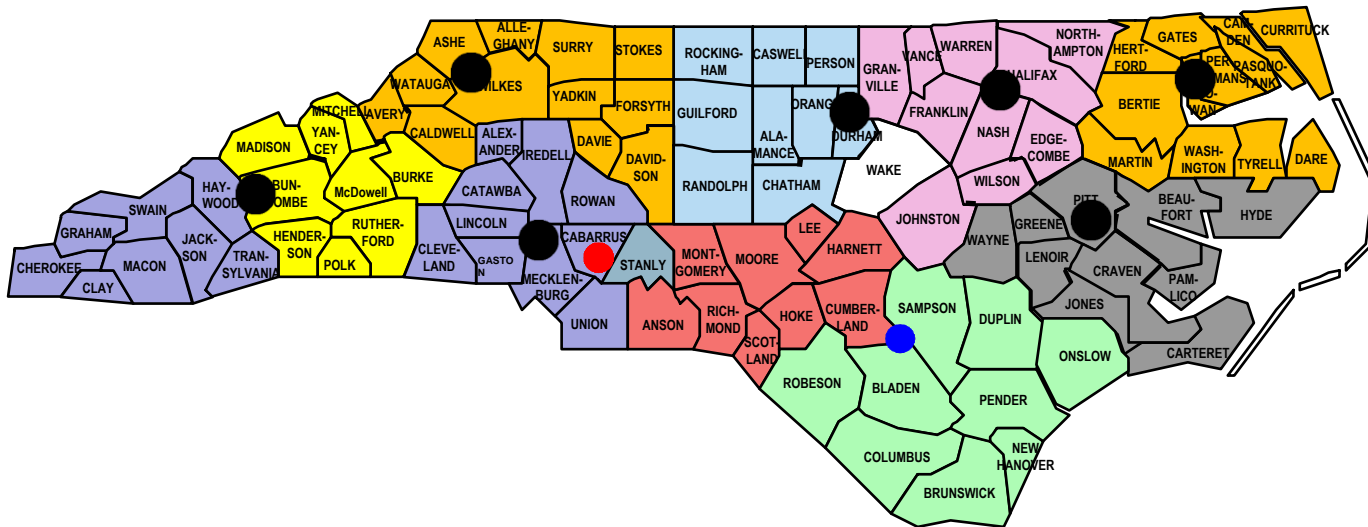 ASHE
ALLE-
GHANY
SURRY
STOKES
ROCKING-
HAM
CASWELL
PERSON
GRAN-
VILLE
VANCE
WARREN
NORTH-
AMPTON
HALIFAX
HERT-
FORD
GATES
CAM-
DEN
CURRITUCK
PER
MANS
PASQUO-
TANK
WAN
WATAUGA
WILKES
YADKIN
FORSYTH
GUILFORD
ALA-
MANCE
ORANG
DURHAM
FRANKLIN
NASH
EDGE-
COMBE
BERTIE
MARTIN
WASH-
INGTON
TYRELL
DARE
MITCHELL
AVERY
CALDWELL
ALEX-
ANDER
IREDELL
DAVIE
DAVID-
SON
RANDOLPH
CHATHAM
WAKE
WILSON
JOHNSTON
MADISON
YAN-
CEY
BURKE
McDowell
CATAWBA
ROWAN
LINCOLN
HAY-
WOOD
BUN-
COMBE
RUTHER-
FORD
CLEVE-
LAND
GASTO
N
CABARRUS
STANLY
MONT-
GOMERY
MOORE
LEE
HARNETT
WAYNE
GREENE
PITT
BEAU-
FORT
HYDE
SWAIN
GRAHAM
CHEROKEE
MACON
CLAY
JACK-
SON
TRAN-
SYLVANIA
HENDER-
SON
POLK
MECKLEN-
BURG
UNION
ANSON
RICH-
MOND
SCOT-
LAND
HOKE
CUMBER-
LAND
SAMPSON
DUPLIN
LENOIR
CRAVEN
JONES
PAM-
LICO
CARTERET
ONSLOW
ROBESON
BLADEN
PENDER
COLUMBUS
NEW
HANOVER
BRUNSWICK